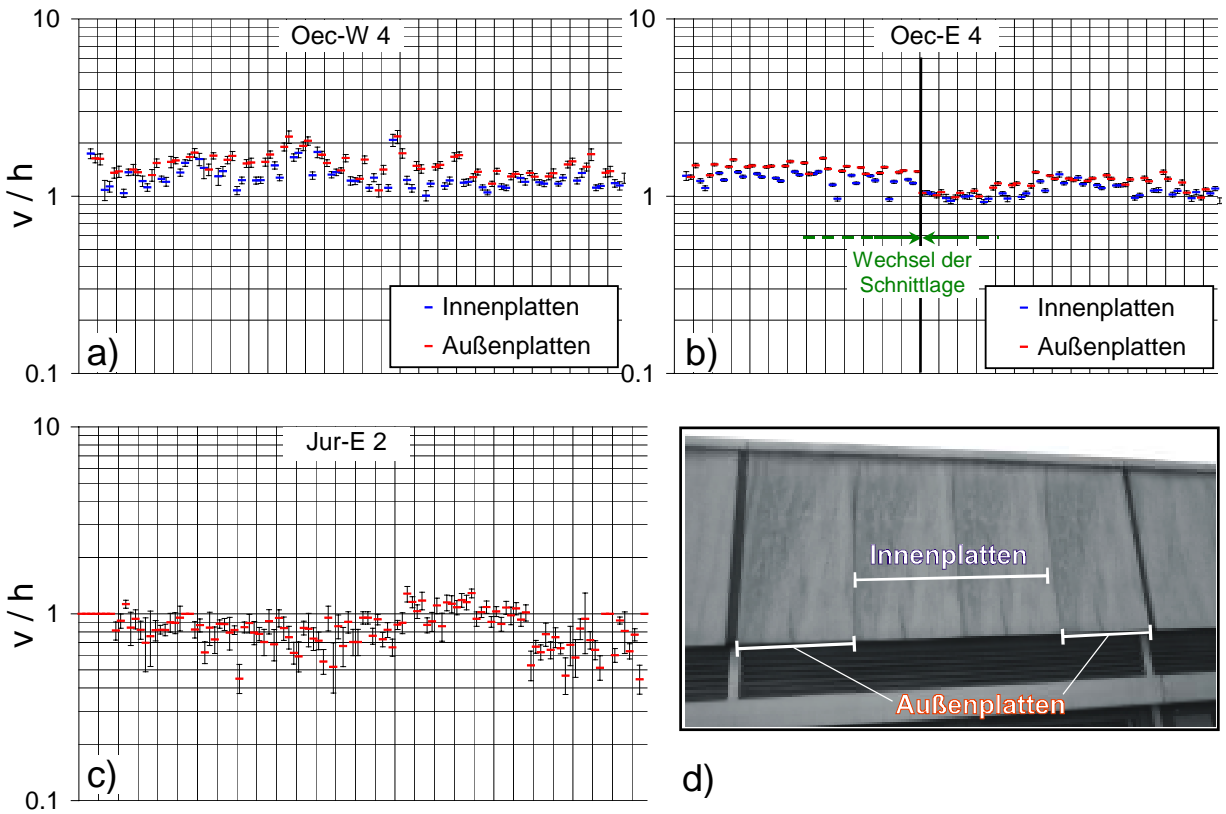 10
Oec-W 4
v / h
1
Innenplatten
Außenplatten
a)
0.1
10
Oec-E 4
1
Wechsel der
Schnittlage
Innenplatten
Außenplatten
b)
0.1
10
Jur-E 2
v / h
1
c)
0.1
Innenplatten
Außenplatten
d)